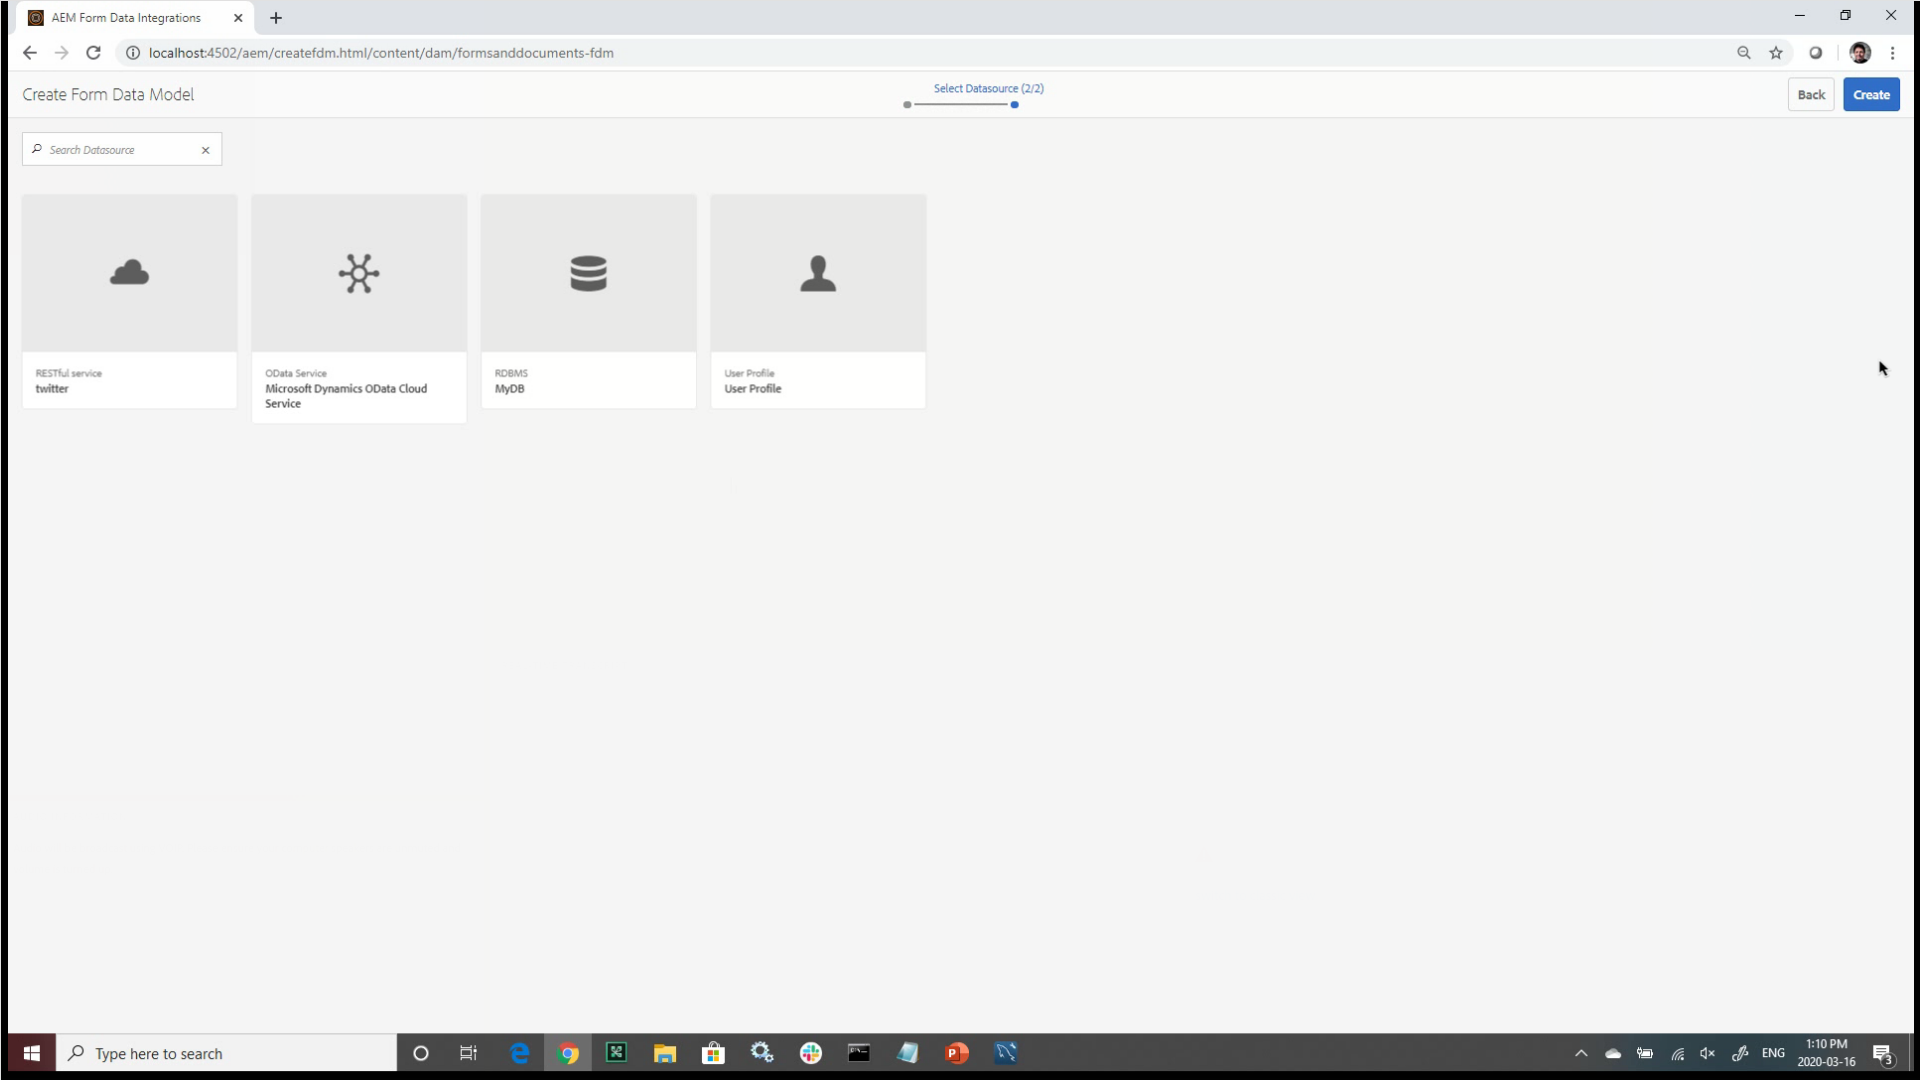 AEM Form Data Integrations
localhost:4502/aem/createfdm.html/content/dam/formsanddocuments-fdm
Create Form Data Model
Select Datasource (2/2)
Back
Create
Search Datasource
RESTful service
twitter
OData Service
Microsoft Dynamics OData Cloud
Service
RDBMS
MyDB
User Profile
User Profile
Type here to search
ENG
1:10 PM
2020-03-16
3